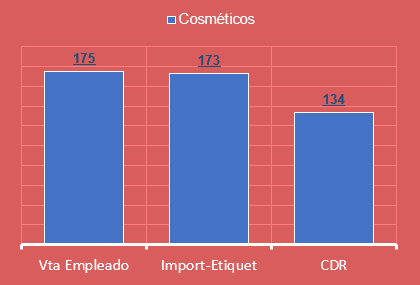 Cosméticos
175
173
134
Vta Empleado
Import-Etiquet
CDR